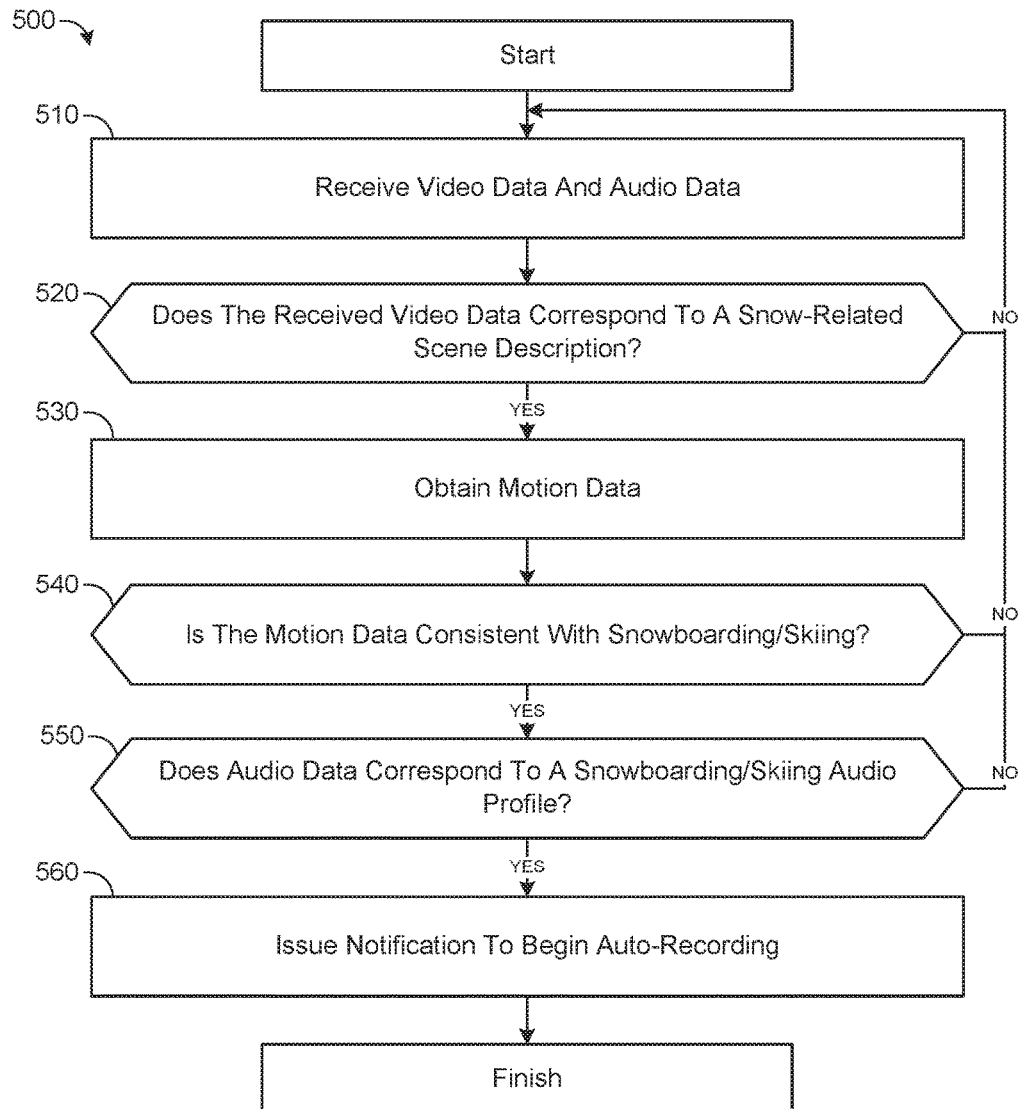 500
Start
510
Receive Video Data And Audio Data
520
Does The Received Video Data Correspond To A Snow-Related
Scene Description?
NO
YES
530
Obtain Motion Data
540
Is The Motion Data Consistent With Snowboarding/Skiing?
NO
YES
550
Does Audio Data Correspond To A Snowboarding/Skiing Audio
Profile?
NO
YES
560
Issue Notification To Begin Auto-Recording
Finish